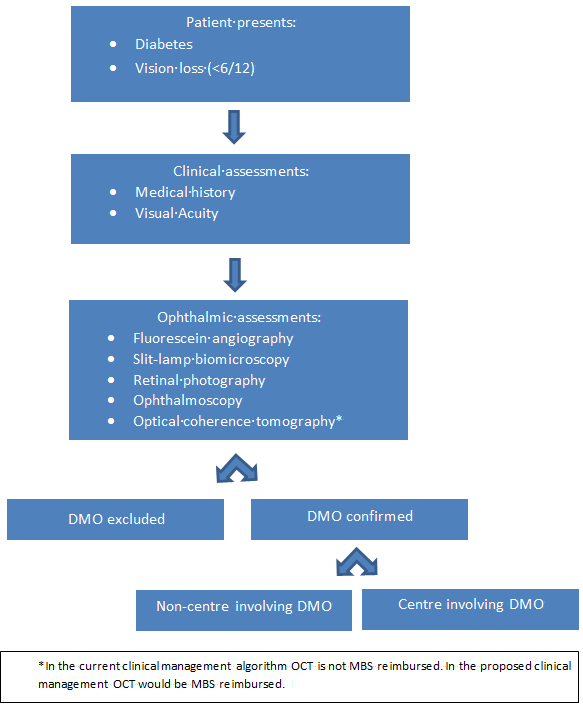 Patient presents:
• Diabetes
• Vision loss (<6/12)
Clinical assessments:
• Medical history
• Visual Acuity
Ophthalmic assessments:
• Fluorescein angiography
• Slit-lamp biomicroscopy
• Retinal photography
• Ophthalmoscopy
• Optical coherence tomography*
DMO excluded
DMO confirmed
Non-centre involving DMO
Centre involving DMO
*In the current clinical management algorithm OCT is not MBS reimbursed. In the proposed clinical
management OCT would be MBS reimbursed.